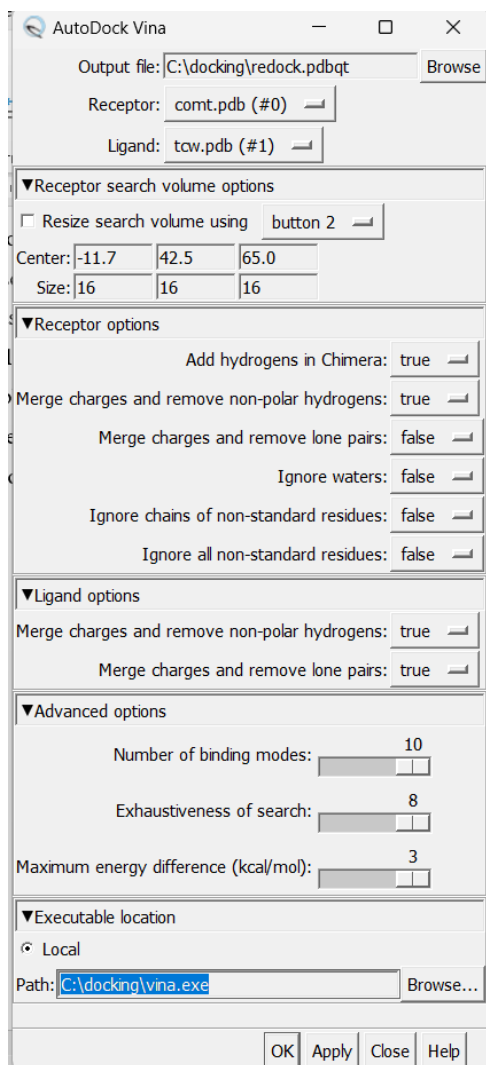 AutoDock Vina
Output file: C:\docking\redock.pdbqt Browse
Receptor: comt.pdb (#0)
Ligand: tcw.pdb (#1)
▼Receptor search volume options
Resize search volume using button 2
Center: -11.7 42.5 65.0
Size: 16 16 16
▼Receptor options
Add hydrogens in Chimera: true
Merge charges and remove non-polar hydrogens: true
Merge charges and remove lone pairs: false
Ignore waters: false
Ignore chains of non-standard residues: false
Ignore all non-standard residues: false
▼Ligand options
Merge charges and remove non-polar hydrogens: true
Merge charges and remove lone pairs: true
▼Advanced options
Number of binding modes: 10
Exhaustiveness of search: 8
Maximum energy difference (kcal/mol): 3
▼Executable location
Local
Path: C:\docking\vina.exe Browse...
OK Apply Close Help